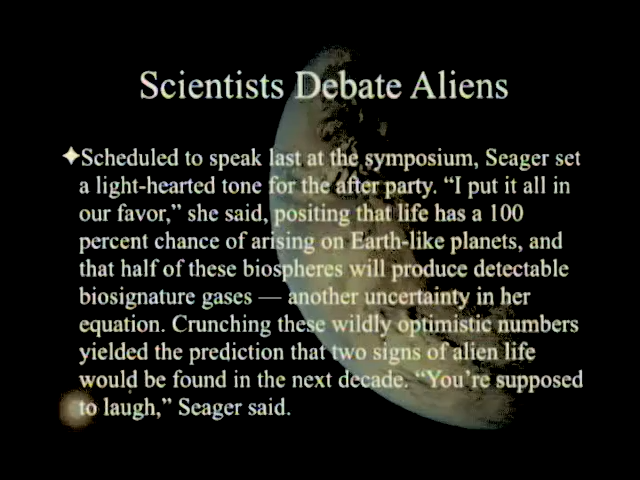 Scientists Debate Aliens
Scheduled to speak last at the symposium, Seager set
a light-hearted tone for the after party. “I put it all in
our favor,” she said, positing that life has a 100
percent chance of arising on Earth-like planets, and
that half of these biospheres will produce detectable
biosignature gases — another uncertainty in her
equation. Crunching these wildly optimistic numbers
yielded the prediction that two signs of alien life
would be found in the next decade. “You’re supposed
to laugh,” Seager said.